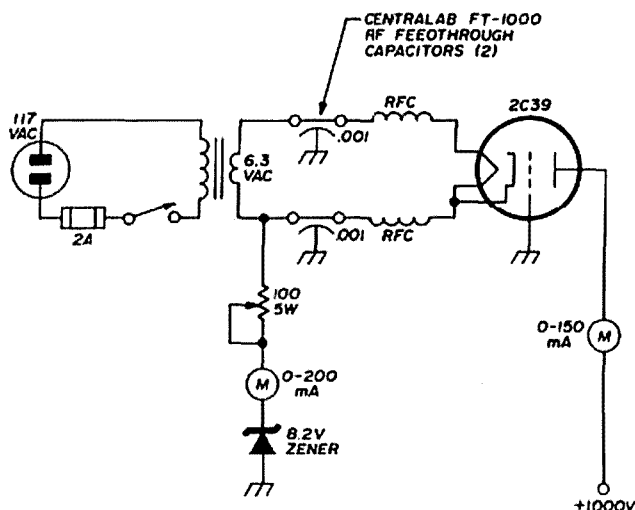 CENTRALAB FT-1000
RF FEEOTHROUGH
CAPACITORS (2)
117
VAC
2A
6.3
VAC
.001
RFC
2C39
.001
RFC
100
5W
M
0-200
mA
8.2V
ZENER
M
0-150
mA
+1000V